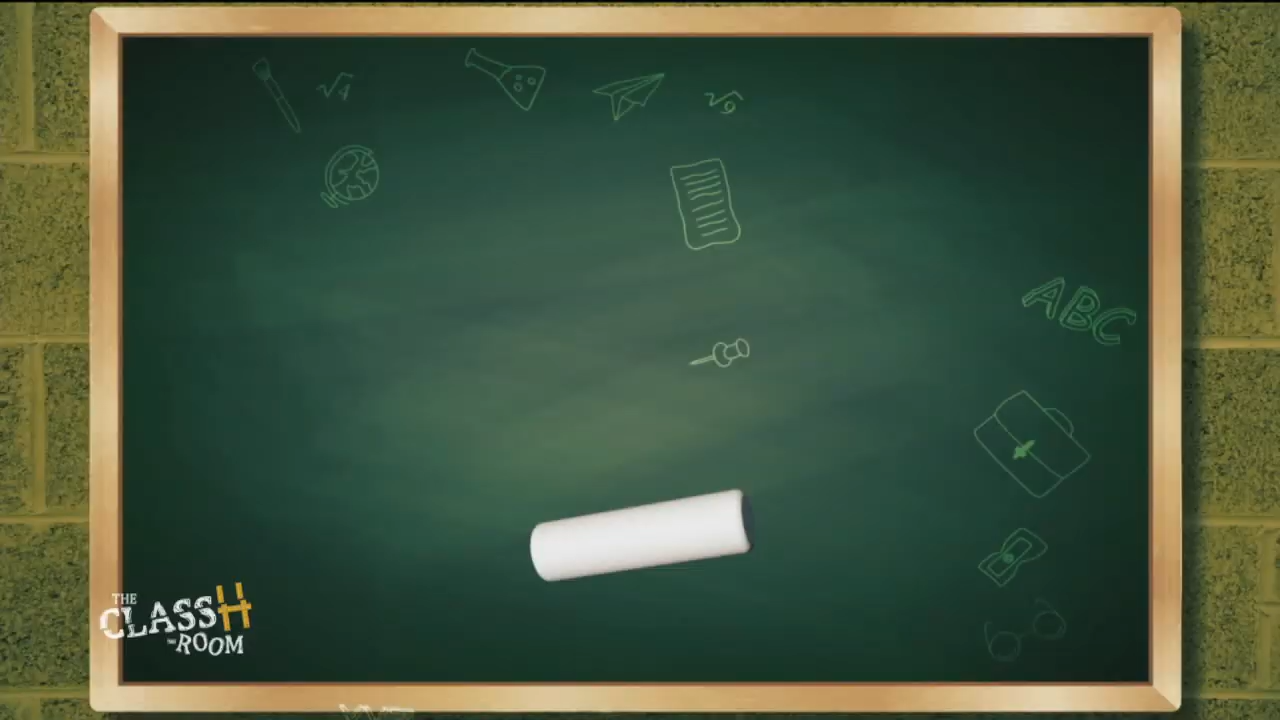 √4
√9
ABC
THE
CLASSH
-ROOM